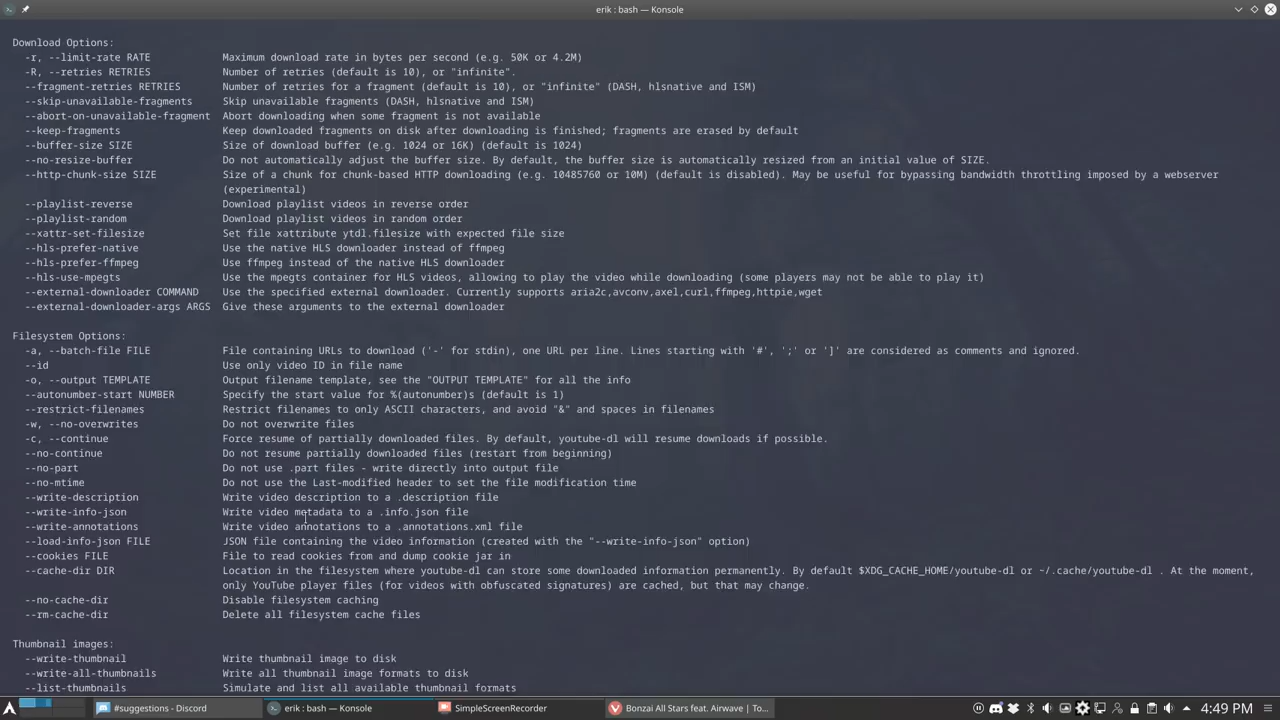 erik : bash — Konsole
Download Options:
-r, --limit-rate RATE Maximum download rate in bytes per second (e.g. 50K or 4.2M)
-R, --retries RETRIES Number of retries (default is 10), or "infinite".
--fragment-retries RETRIES Number of retries for a fragment (default is 10), or "infinite" (DASH, hlsnative and ISM)
--skip-unavailable-fragments Skip unavailable fragments (DASH, hlsnative and ISM)
--abort-on-unavailable-fragment Abort downloading when some fragment is not available
--keep-fragments Keep downloaded fragments on disk after downloading is finished; fragments are erased by default
--buffer-size SIZE Size of download buffer (e.g. 1024 or 16K) (default is 1024)
--no-resize-buffer Do not automatically adjust the buffer size. By default, the buffer size is automatically resized from an initial value of SIZE.
--http-chunk-size SIZE Size of a chunk for chunk-based HTTP downloading (e.g. 10485760 or 10M) (default is disabled). May be useful for bypassing bandwidth throttling imposed by a webserver
(experimental)
--playlist-reverse Download playlist videos in reverse order
--playlist-random Download playlist videos in random order
--xattr-set-filesize Set file xattribute ytdl.filesize with expected file size
--hls-prefer-native Use the native HLS downloader instead of ffmpeg
--hls-prefer-ffmpeg Use ffmpeg instead of the native HLS downloader
--hls-use-mpegts Use the mpegts container for HLS videos, allowing to play the video while downloading (some players may not be able to play it)
--external-downloader COMMAND Use the specified external downloader. Currently supports aria2c,avconv,axel,curl,ffmpeg,httpie,wget
--external-downloader-args ARGS Give these arguments to the external downloader
Filesystem Options:
-a, --batch-file FILE File containing URLs to download ('-' for stdin), one URL per line. Lines starting with '#', ';' or ']' are considered as comments and ignored.
--id Use only video ID in file name
-o, --output TEMPLATE Output filename template, see the "OUTPUT TEMPLATE" for all the info
--autonumber-start NUMBER Specify the start value for %(autonumber)s (default is 1)
--restrict-filenames Restrict filenames to only ASCII characters, and avoid "&" and spaces in filenames
-w, --no-overwrites Do not overwrite files
-c, --continue Force resume of partially downloaded files. By default, youtube-dl will resume downloads if possible.
--no-continue Do not resume partially downloaded files (restart from beginning)
--no-part Do not use .part files - write directly into output file
--no-mtime Do not use the Last-modified header to set the file modification time
--write-description Write video description to a .description file
--write-info-json Write video metadata to a .info.json file
--write-annotations Write video annotations to a .annotations.xml file
--load-info-json FILE JSON file containing the video information (created with the "--write-info-json" option)
--cookies FILE File to read cookies from and dump cookie jar in
--cache-dir DIR Location in the filesystem where youtube-dl can store some downloaded information permanently. By default $XDG_CACHE_HOME/youtube-dl or ~/.cache/youtube-dl . At the moment,
only YouTube player files (for videos with obfuscated signatures) are cached, but that may change.
--no-cache-dir Disable filesystem caching
--rm-cache-dir Delete all filesystem cache files
Thumbnail images:
--write-thumbnail Write thumbnail image to disk
--write-all-thumbnails Write all thumbnail image formats to disk
--list-thumbnails Simulate and list all available thumbnail formats
#suggestions - Discord erik : bash — Konsole SimpleScreenRecorder Bonzai All Stars feat. Airwave | To... 4:49 PM